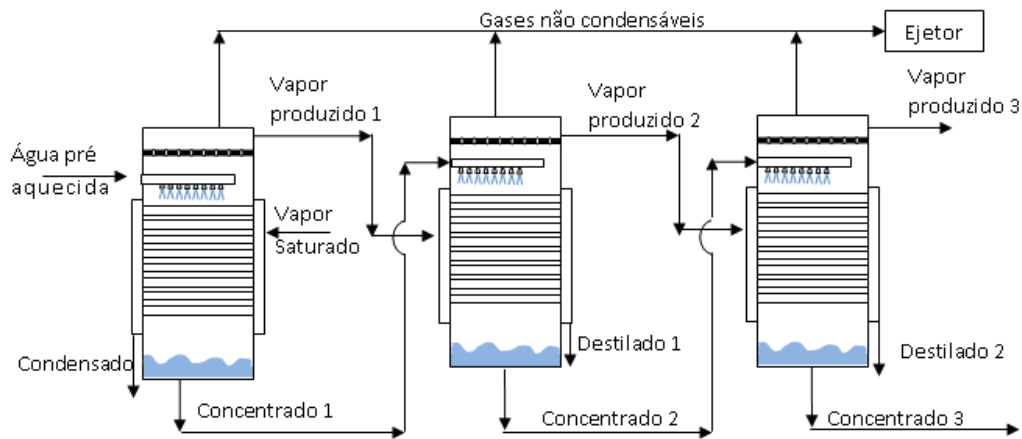 Gases não condensáveis
Ejetor
Vapor
produzido 1
Vapor
produzido 2
Vapor
produzido 3
Água pré
aquecida
Vapor
Saturado
Condensado
Destilado 1
Destilado 2
Concentrado 1
Concentrado 2
Concentrado 3